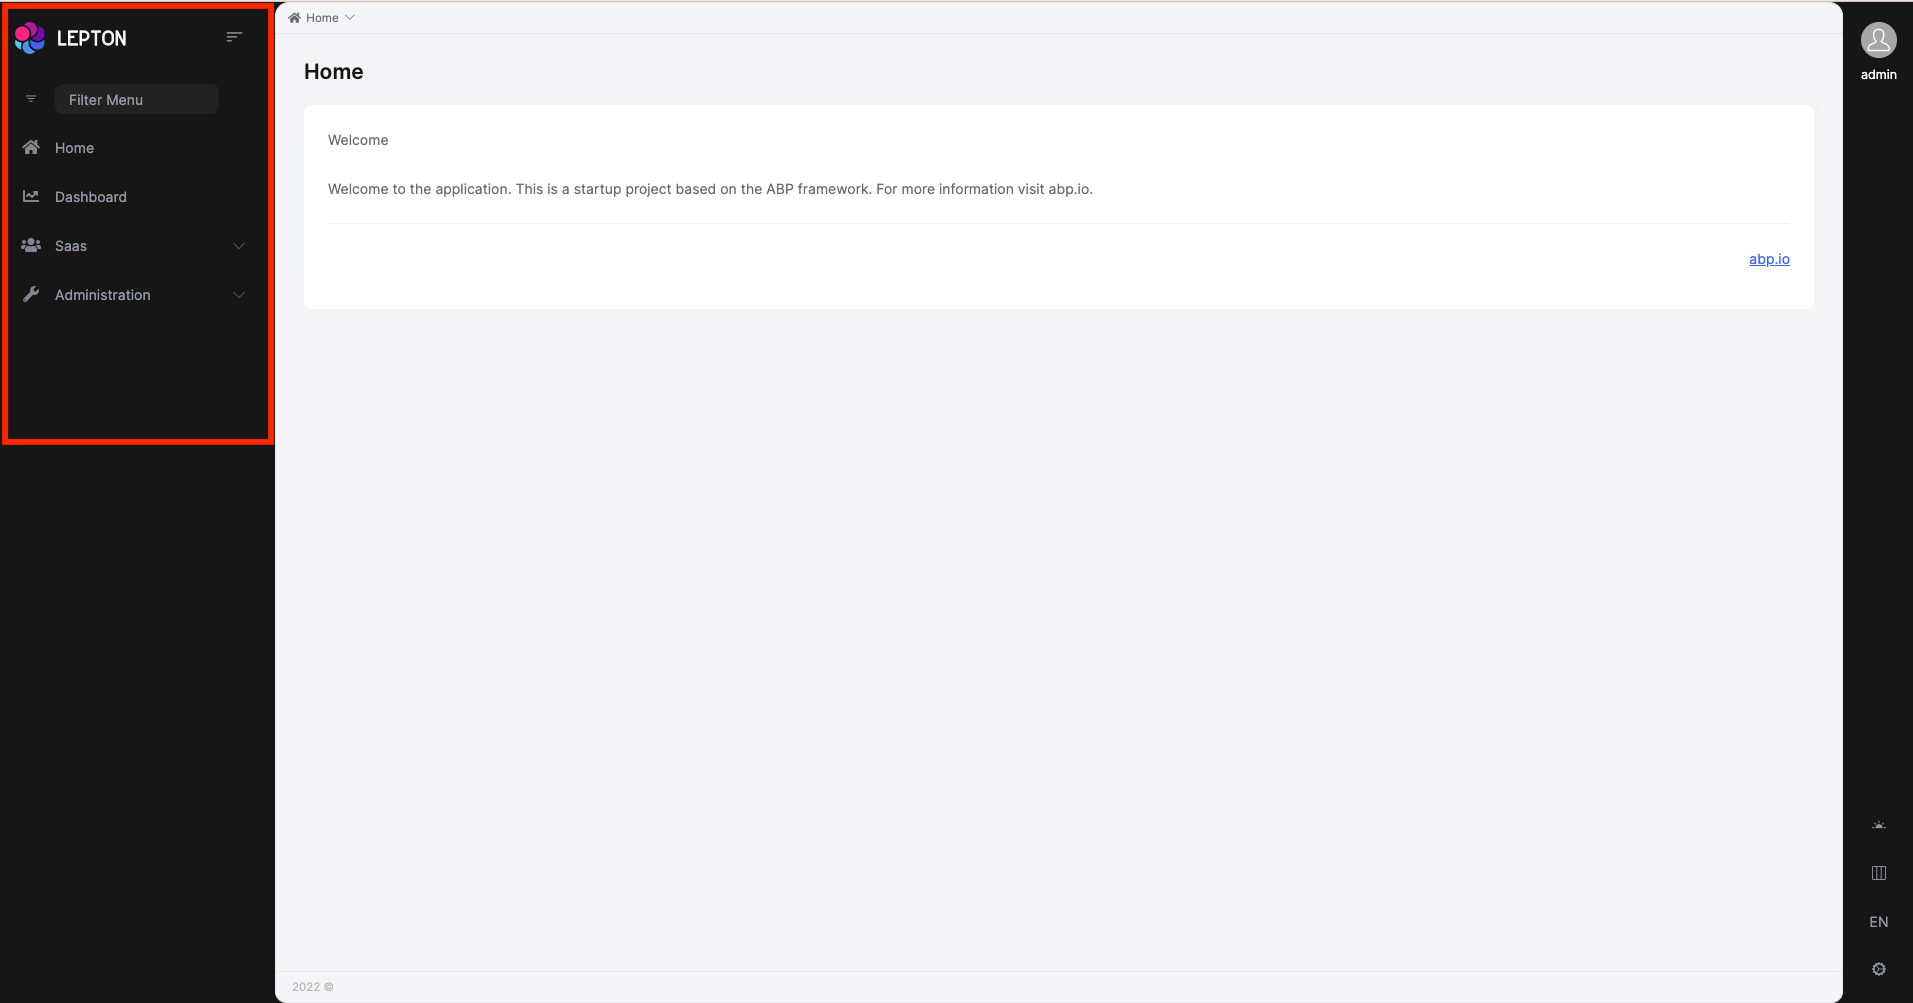 LEPTON
Filter Menu
Home
Dashboard
Saas
Administration
Home
Home
Welcome
Welcome to the application. This is a startup project based on the ABP framework. For more information visit abp.io.
abp.io
2022 ©
admin
EN